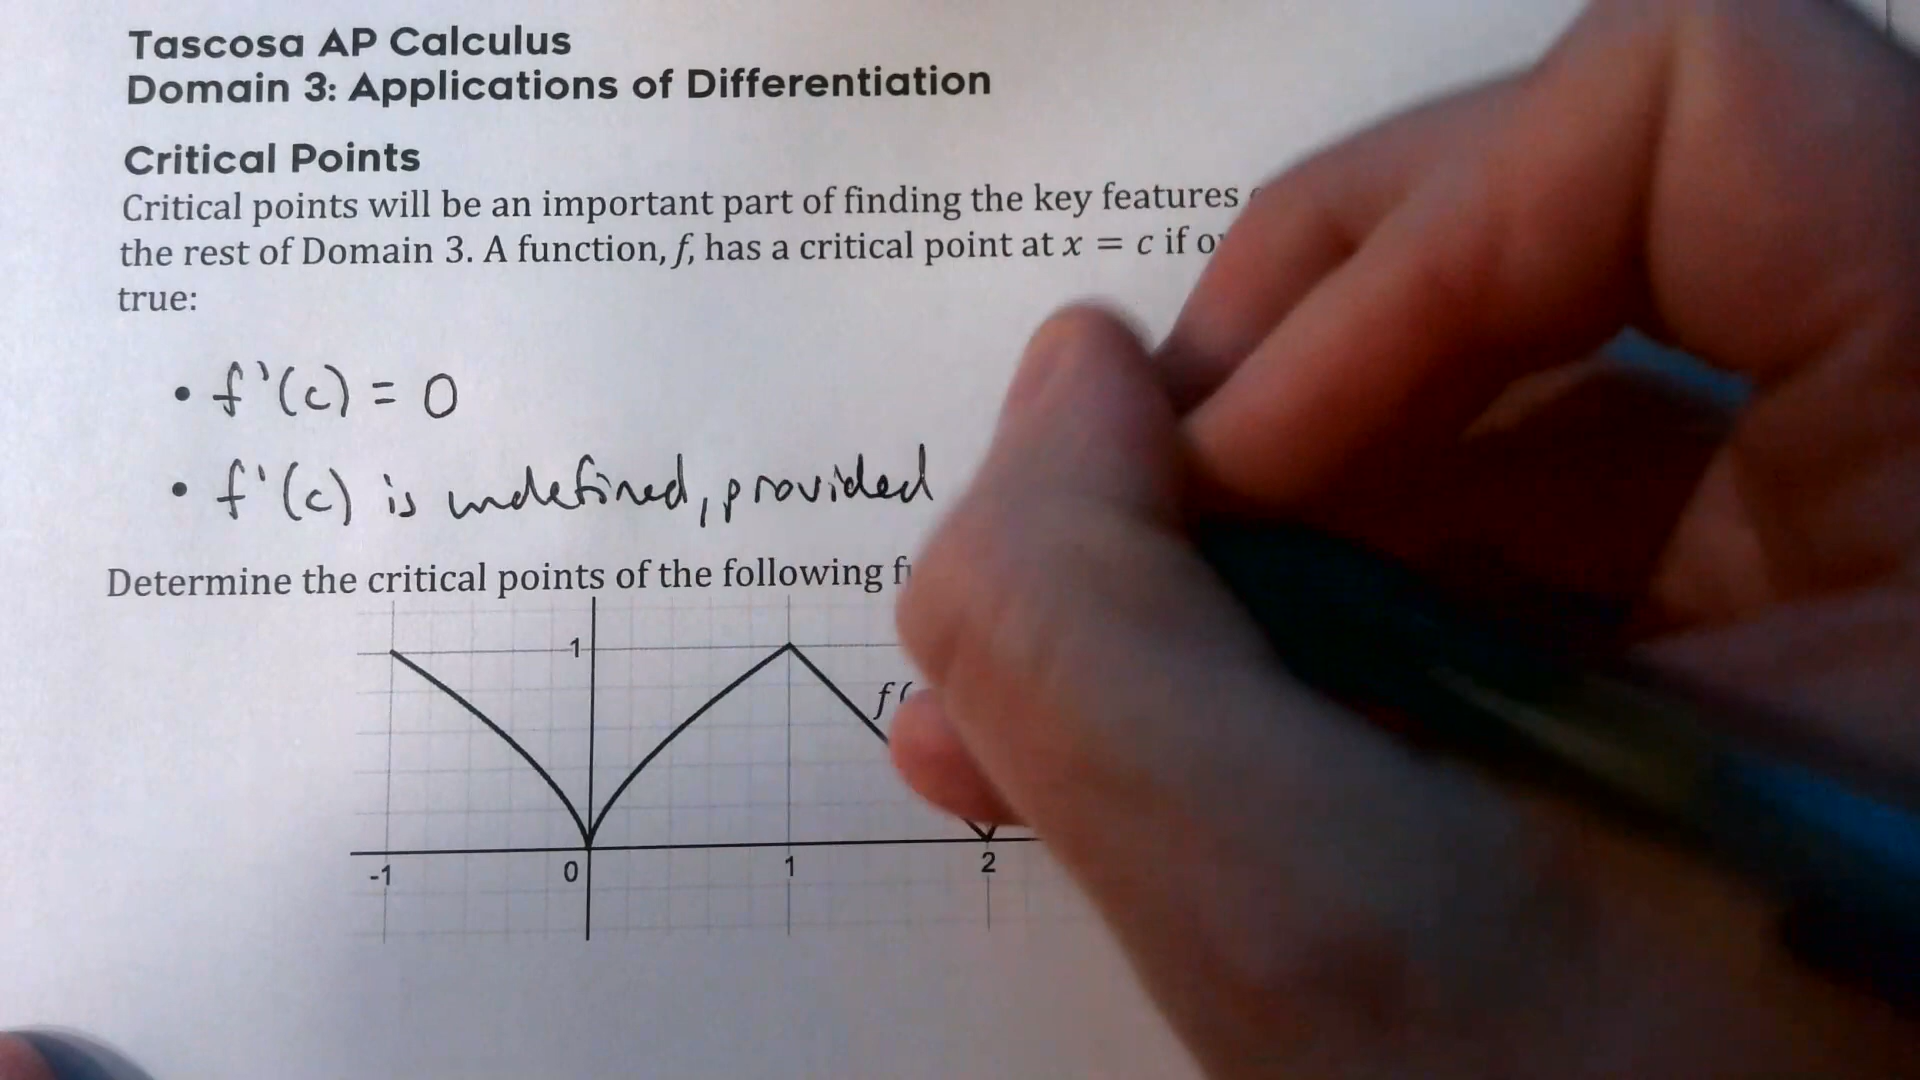 Tascosa AP Calculus
Domain 3: Applications of Differentiation
Critical Points
Critical points will be an important part of finding the key features
the rest of Domain 3. A function, f, has a critical point at x = c if
true:
• f'(c) = 0
• f'(c) is undefined, provided
Determine the critical points of the following
1
f(
-1 0 1 2